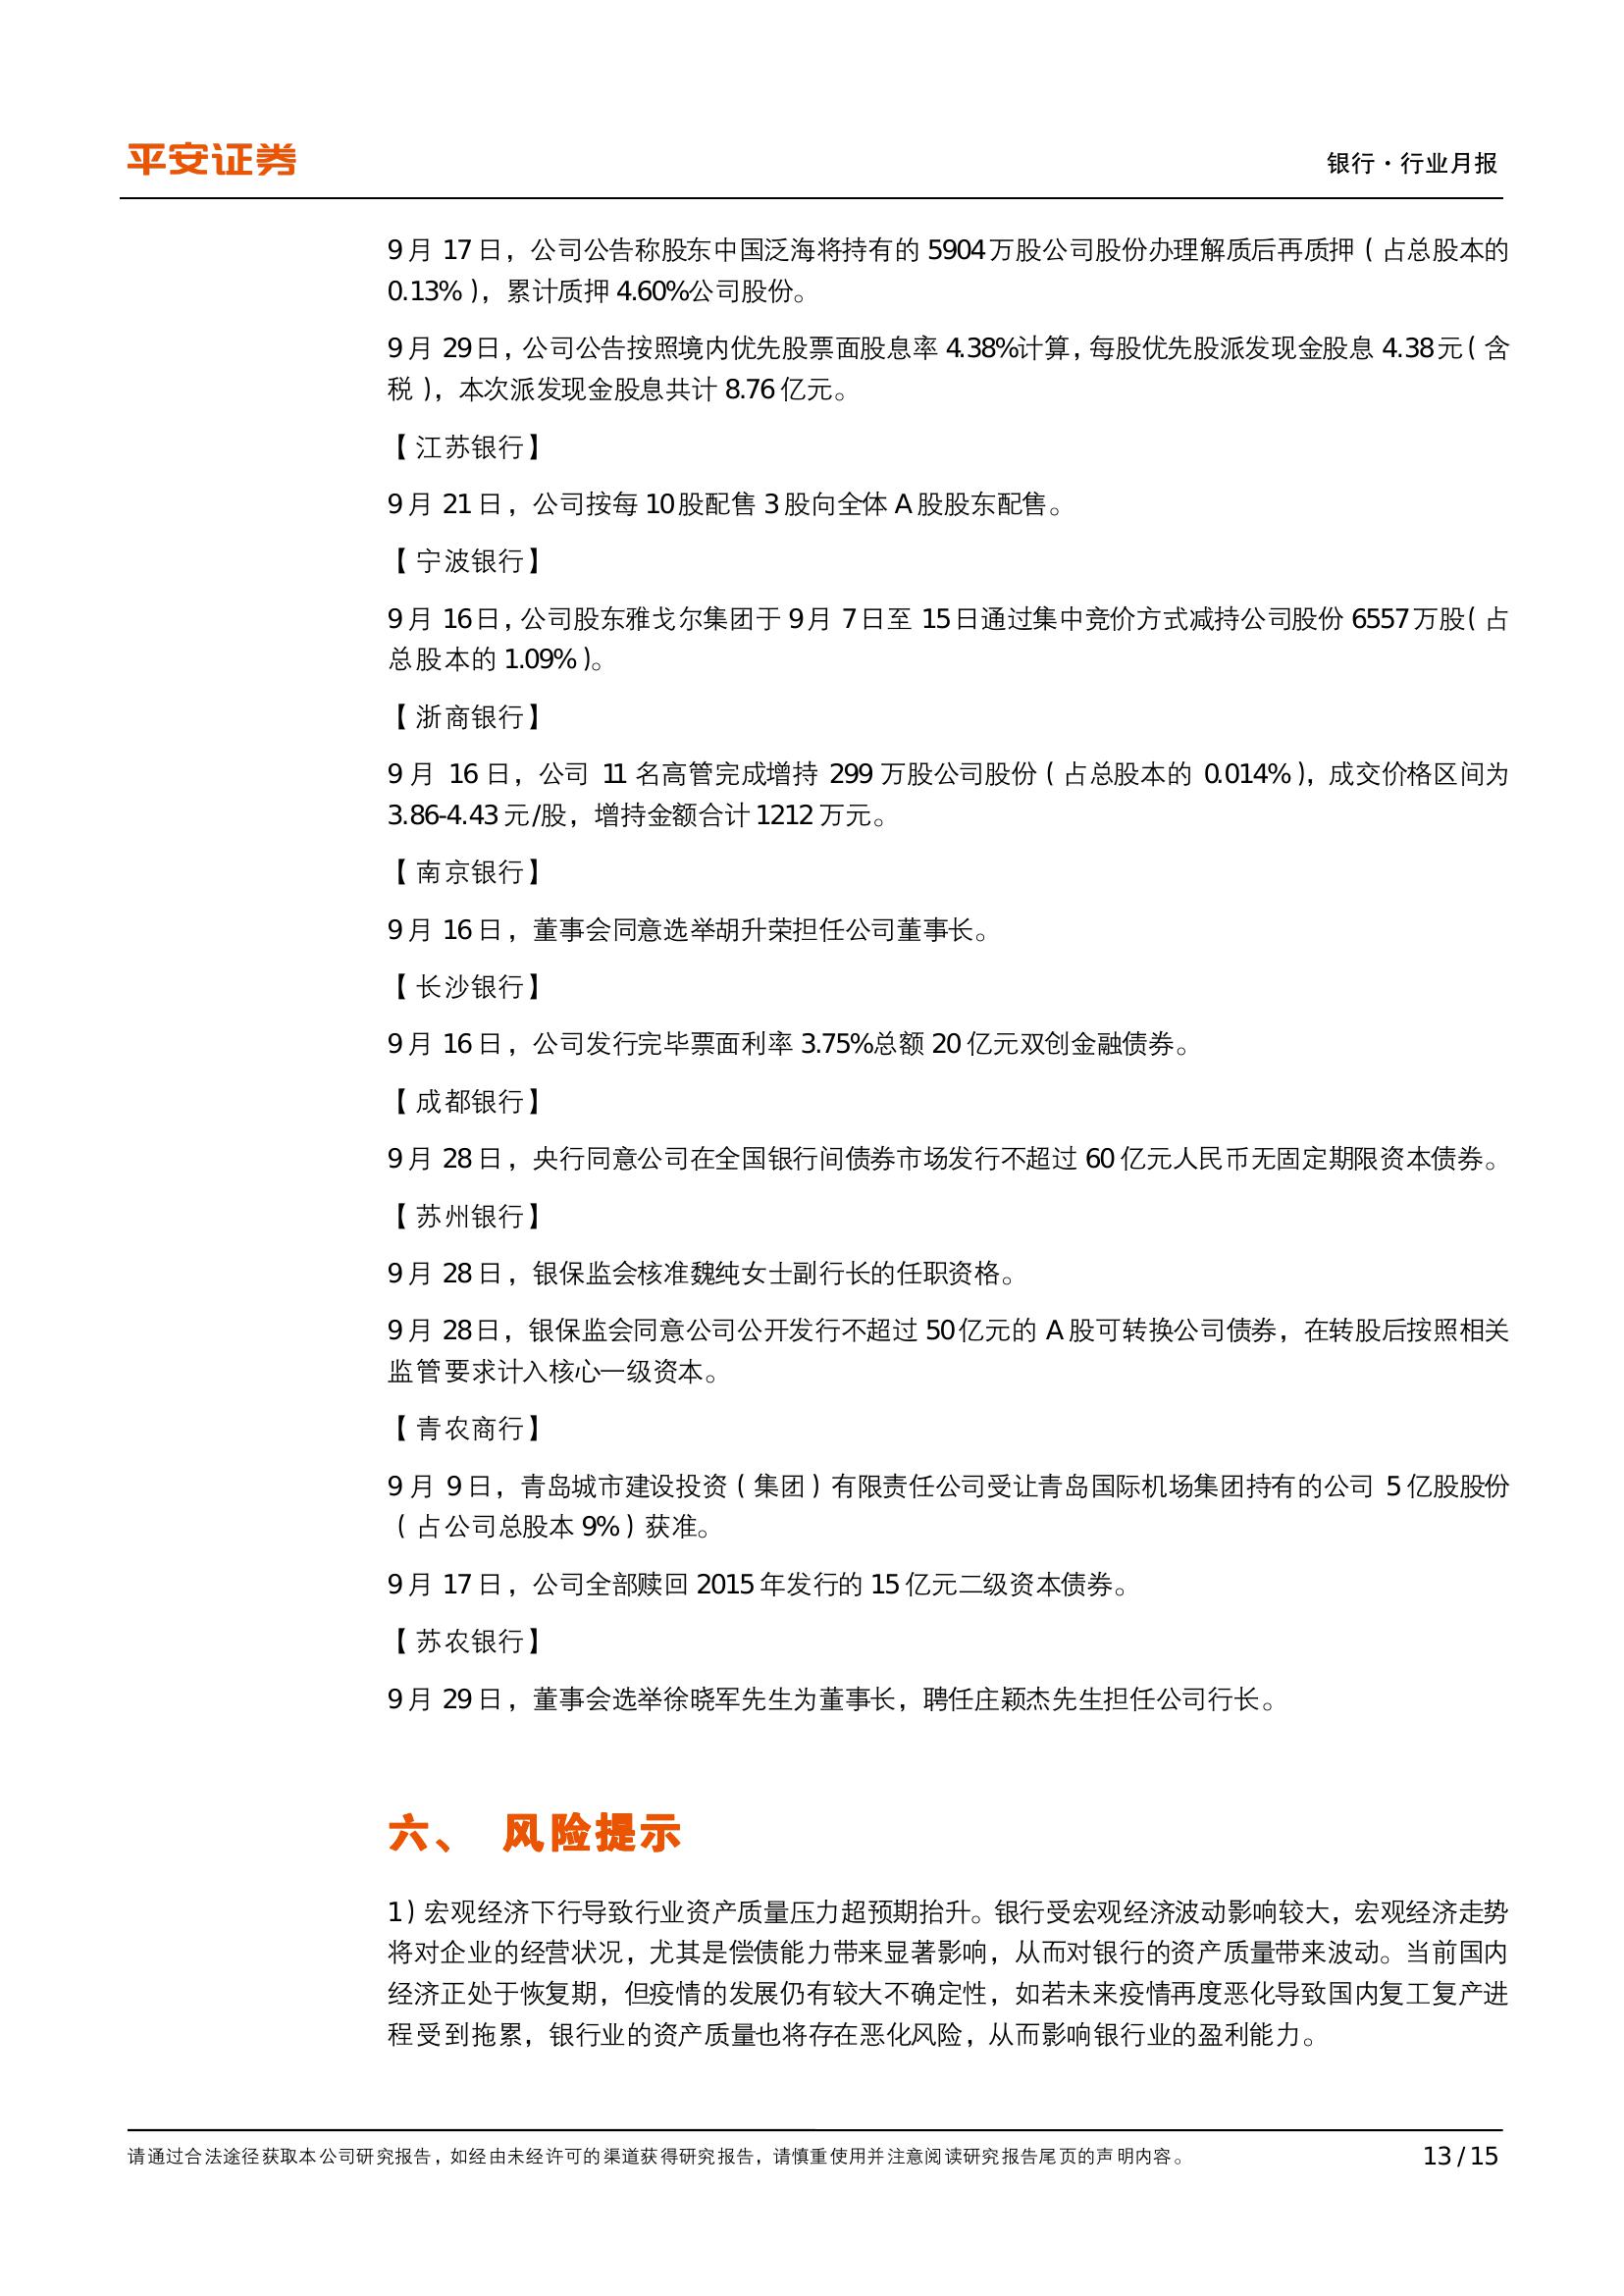 平安证券
银行·行业月报
9月 17日，公司公告称股东中国泛海将持有的 5904万股公司股份办理解质后再质押（占总股本的
0.13%），累计质押 4.60%公司股份。
9月 29日，公司公告按照境内优先股票面股息率 4.38%计算，每股优先股派发现金股息 4.38元（含
税），本次派发现金股息共计 8.76亿元。
【江苏银行】
9月 21日，公司按每 10股配售 3股向全体 A股股东配售。
【宁波银行】
9月 16日，公司股东雅戈尔集团于 9月 7日至 15日通过集中竞价方式减持公司股份 6557万股（占
总股本的 1.09%）。
【浙商银行】
9月 16日，公司 11名高管完成增持 299万股公司股份（占总股本的 0.014%），成交价格区间为
3.86-4.43元/股，增持金额合计 1212万元。
【南京银行】
9月 16日，董事会同意选举胡升荣担任公司董事长。
【长沙银行】
9月 16日，公司发行完毕票面利率 3.75%总额 20亿元双创金融债券。
【成都银行】
9月 28日，央行同意公司在全国银行间债券市场发行不超过 60亿元人民币无固定期限资本债券。
【苏州银行】
9月 28日，银保监会核准魏纯女士副行长的任职资格。
9月 28日，银保监会同意公司公开发行不超过 50亿元的 A股可转换公司债券，在转股后按照相关
监管要求计入核心一级资本。
【青农商行】
9月 9日，青岛城市建设投资（集团）有限责任公司受让青岛国际机场集团持有的公司 5亿股股份
（占公司总股本 9%）获准。
9月 17日，公司全部赎回 2015年发行的 15亿元二级资本债券。
【苏农银行】
9月 29日，董事会选举徐晓军先生为董事长，聘任庄颖杰先生担任公司行长。
六、 风险提示
1）宏观经济下行导致行业资产质量压力超预期抬升。银行受宏观经济波动影响较大，宏观经济走势
将对企业的经营状况，尤其是偿债能力带来显著影响，从而对银行的资产质量带来波动。当前国内
经济正处于恢复期，但疫情的发展仍有较大不确定性，如若未来疫情再度恶化导致国内复工复产进
程受到拖累，银行业的资产质量也将存在恶化风险，从而影响银行业的盈利能力。
请通过合法途径获取本公司研究报告，如经由未经许可的渠道获得研究报告，请慎重使用并注意阅读研究报告尾页的声明内容。
13 / 15